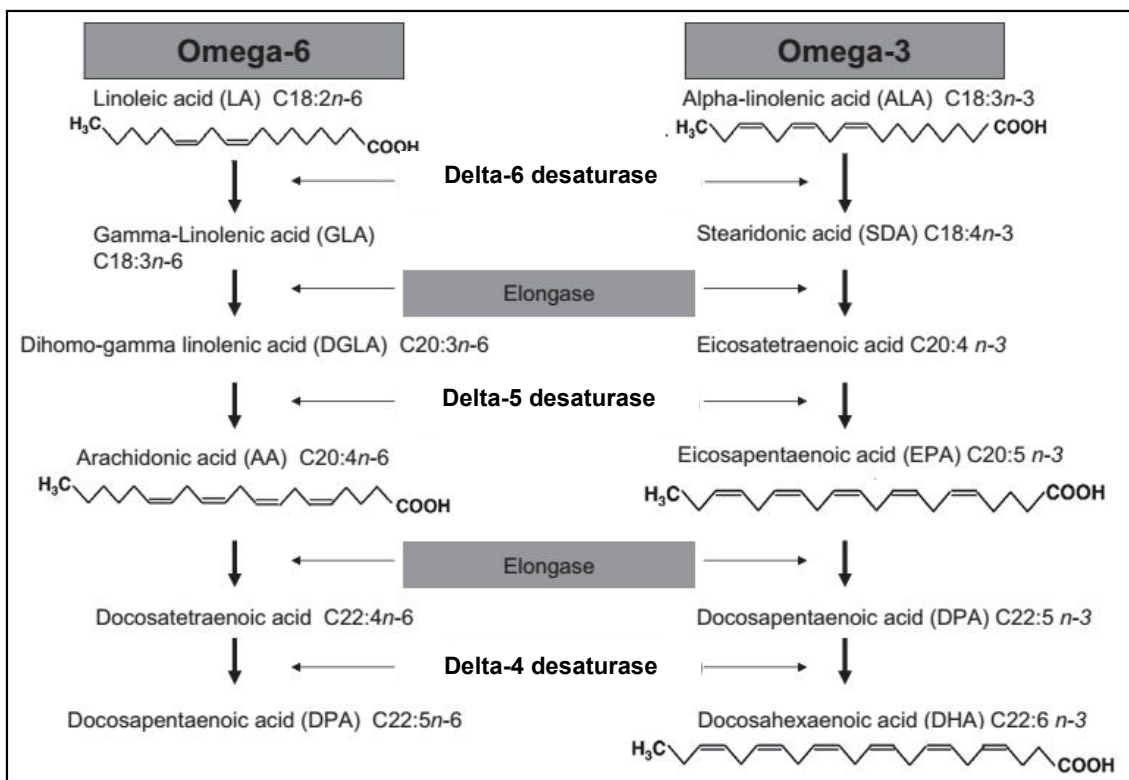 Omega-6
Omega-3
Linoleic acid (LA) C18:2n-6
Alpha-linolenic acid (ALA) C18:3n-3
H3C
COOH
H3C
COOH
Delta-6 desaturase
Gamma-Linolenic acid (GLA)
C18:3n-6
Stearidonic acid (SDA) C18:4n-3
Elongase
Dihomo-gamma linolenic acid (DGLA) C20:3n-6
Eicosatetraenoic acid C20:4 n-3
Delta-5 desaturase
Arachidonic acid (AA) C20:4n-6
Eicosapentaenoic acid (EPA) C20:5 n-3
H3C
COOH
H3C
COOH
Elongase
Docosatetraenoic acid C22:4n-6
Docosapentaenoic acid (DPA) C22:5 n-3
Delta-4 desaturase
Docosapentaenoic acid (DPA) C22:5n-6
Docosahexaenoic acid (DHA) C22:6 n-3
H3C
COOH